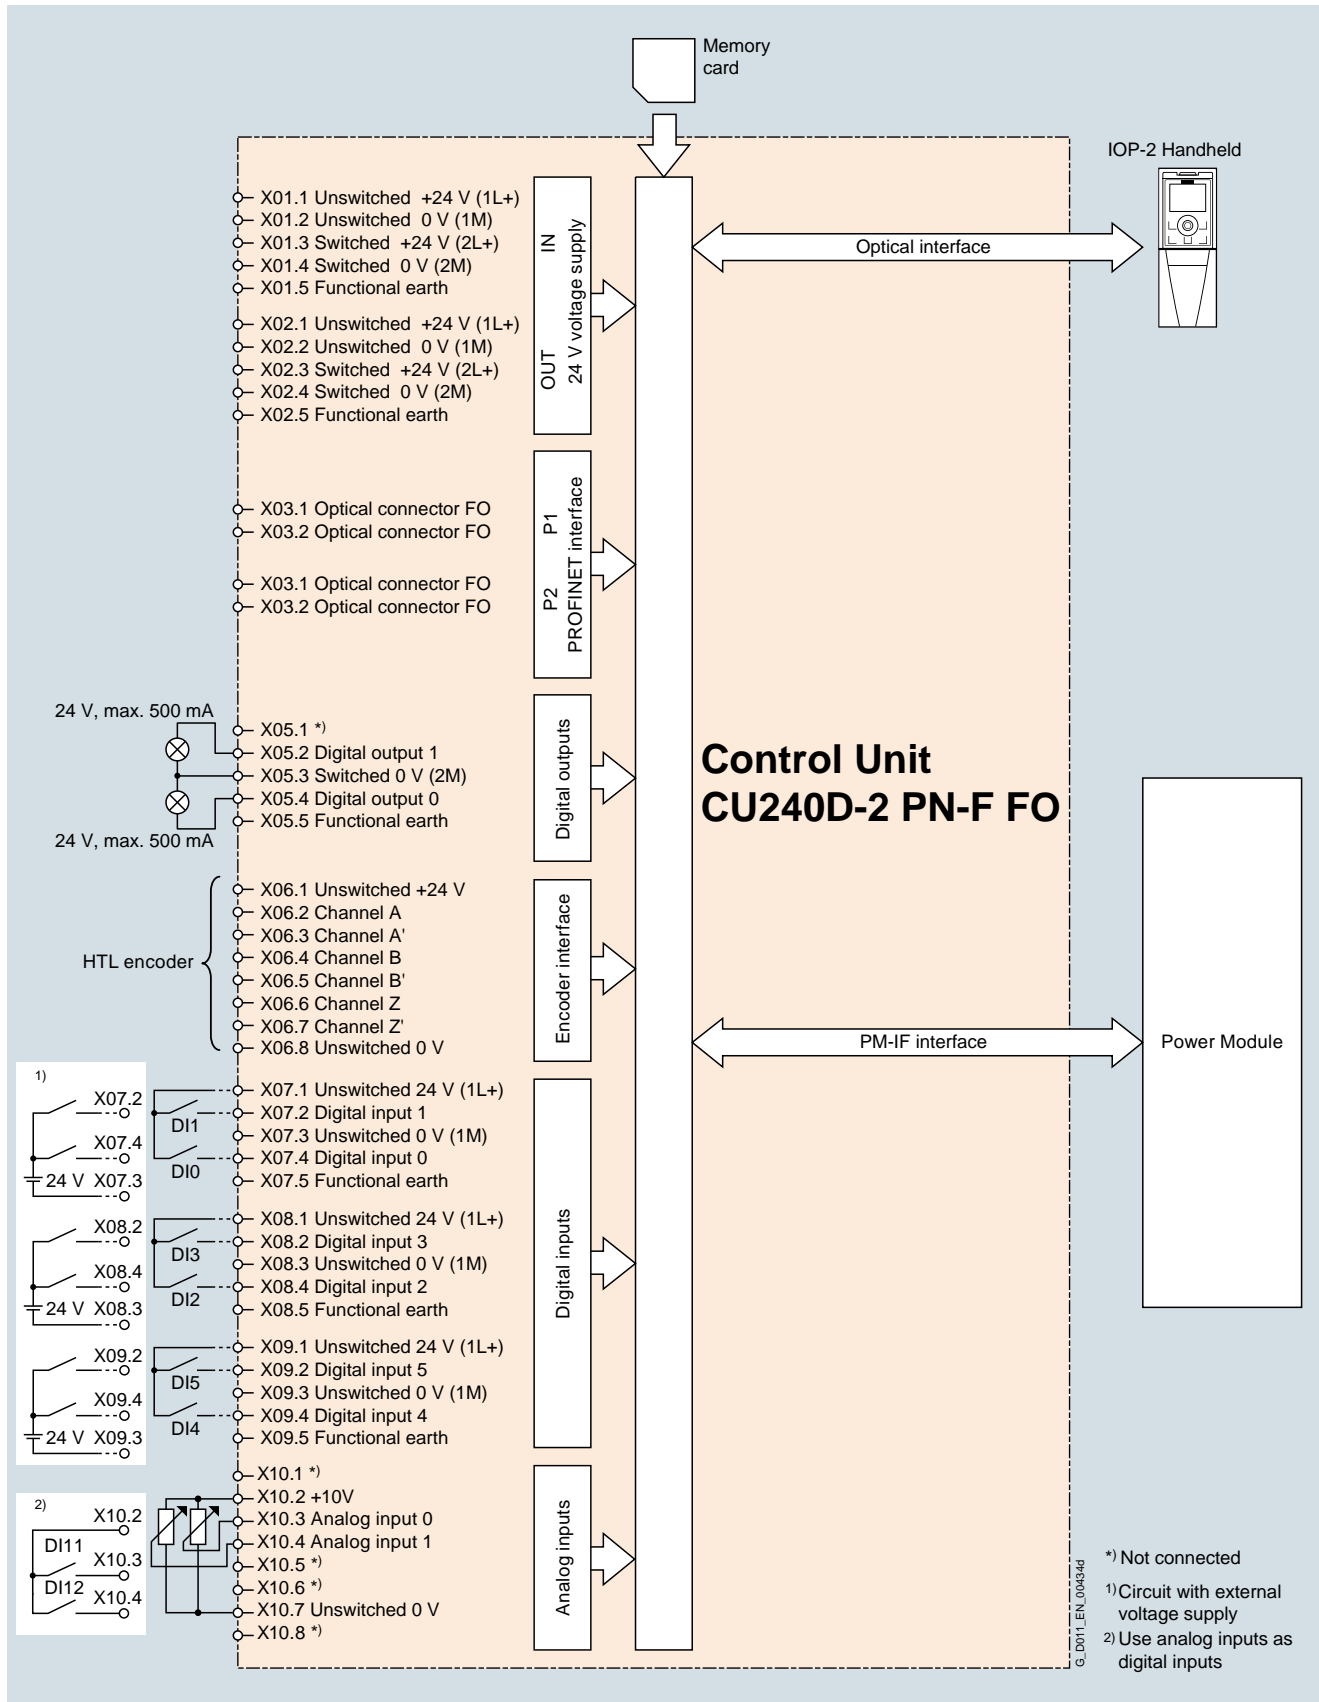 Memory
card
IOP-2 Handheld
X01.1 Unswitched +24 V (1L+)
X01.2 Unswitched 0 V (1M)
X01.3 Switched +24 V (2L+)
X01.4 Switched 0 V (2M)
X01.5 Functional earth
X02.1 Unswitched +24 V (1L+)
X02.2 Unswitched 0 V (1M)
X02.3 Switched +24 V (2L+)
X02.4 Switched 0 V (2M)
X02.5 Functional earth
OUT IN
24 V voltage supply
Optical interface
X03.1 Optical connector FO
X03.2 Optical connector FO
X03.1 Optical connector FO
X03.2 Optical connector FO
P2 P1
PROFINET interface
24 V, max. 500 mA
24 V, max. 500 mA
X05.1 *)
X05.2 Digital output 1
X05.3 Switched 0 V (2M)
X05.4 Digital output 0
X05.5 Functional earth
Digital outputs
Control Unit
CU240D-2 PN-F FO
HTL encoder
X06.1 Unswitched +24 V
X06.2 Channel A
X06.3 Channel A'
X06.4 Channel B
X06.5 Channel B'
X06.6 Channel Z
X06.7 Channel Z'
X06.8 Unswitched 0 V
Encoder interface
PM-IF interface
Power Module
1)
X07.2
X07.4
24 V X07.3
DI1
DI0
X07.1 Unswitched 24 V (1L+)
X07.2 Digital input 1
X07.3 Unswitched 0 V (1M)
X07.4 Digital input 0
X07.5 Functional earth
X08.2
X08.4
24 V X08.3
DI3
DI2
X08.1 Unswitched 24 V (1L+)
X08.2 Digital input 3
X08.3 Unswitched 0 V (1M)
X08.4 Digital input 2
X08.5 Functional earth
Digital inputs
X09.2
X09.4
24 V X09.3
DI5
DI4
X09.1 Unswitched 24 V (1L+)
X09.2 Digital input 5
X09.3 Unswitched 0 V (1M)
X09.4 Digital input 4
X09.5 Functional earth
2)
X10.2
DI11
X10.3
DI12
X10.4
X10.1 *)
X10.2 +10V
X10.3 Analog input 0
X10.4 Analog input 1
X10.5 *)
X10.6 *)
X10.7 Unswitched 0 V
X10.8 *)
Analog inputs
G_D011_EN_00434d
*) Not connected
1) Circuit with external
voltage supply
2) Use analog inputs as
digital inputs